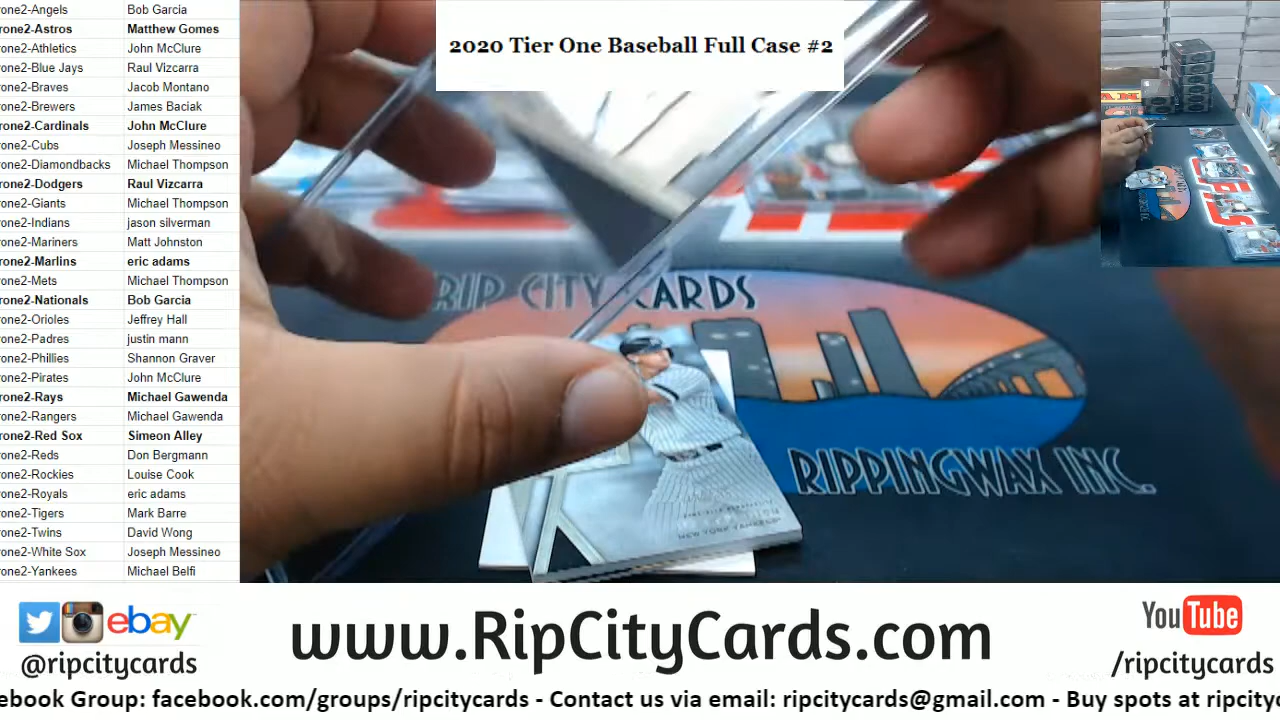 rone2-Angels Bob Garcia
rone2-Astros Matthew Gomes
rone2-Athletics John McClure
rone2-Blue Jays Raul Vizcarra
rone2-Braves Jacob Montano
rone2-Brewers James Baciak
rone2-Cardinals John McClure
rone2-Cubs Joseph Messineo
rone2-Diamondbacks Michael Thompson
rone2-Dodgers Raul Vizcarra
rone2-Giants Michael Thompson
rone2-Indians jason silverman
rone2-Mariners Matt Johnston
rone2-Marlins eric adams
rone2-Mets Michael Thompson
rone2-Nationals Bob Garcia
rone2-Orioles Jeffrey Hall
rone2-Padres justin mann
rone2-Phillies Shannon Graver
rone2-Pirates John McClure
rone2-Rays Michael Gawenda
rone2-Rangers Michael Gawenda
rone2-Red Sox Simeon Alley
rone2-Reds Don Bergmann
rone2-Rockies Louise Cook
rone2-Royals eric adams
rone2-Tigers Mark Barre
rone2-Twins David Wong
rone2-White Sox Joseph Messineo
rone2-Yankees Michael Belfi
2020 Tier One Baseball Full Case #2
RIP CITY CARDS
RIPPINGWAX INC.
NEW YORK YANKEES
ebay
@ripcitycards
www.RipCityCards.com
YouTube
/ripcitycards
ebook Group: facebook.com/groups/ripcitycards - Contact us via email: ripcitycards@gmail.com - Buy spots at ripcityc